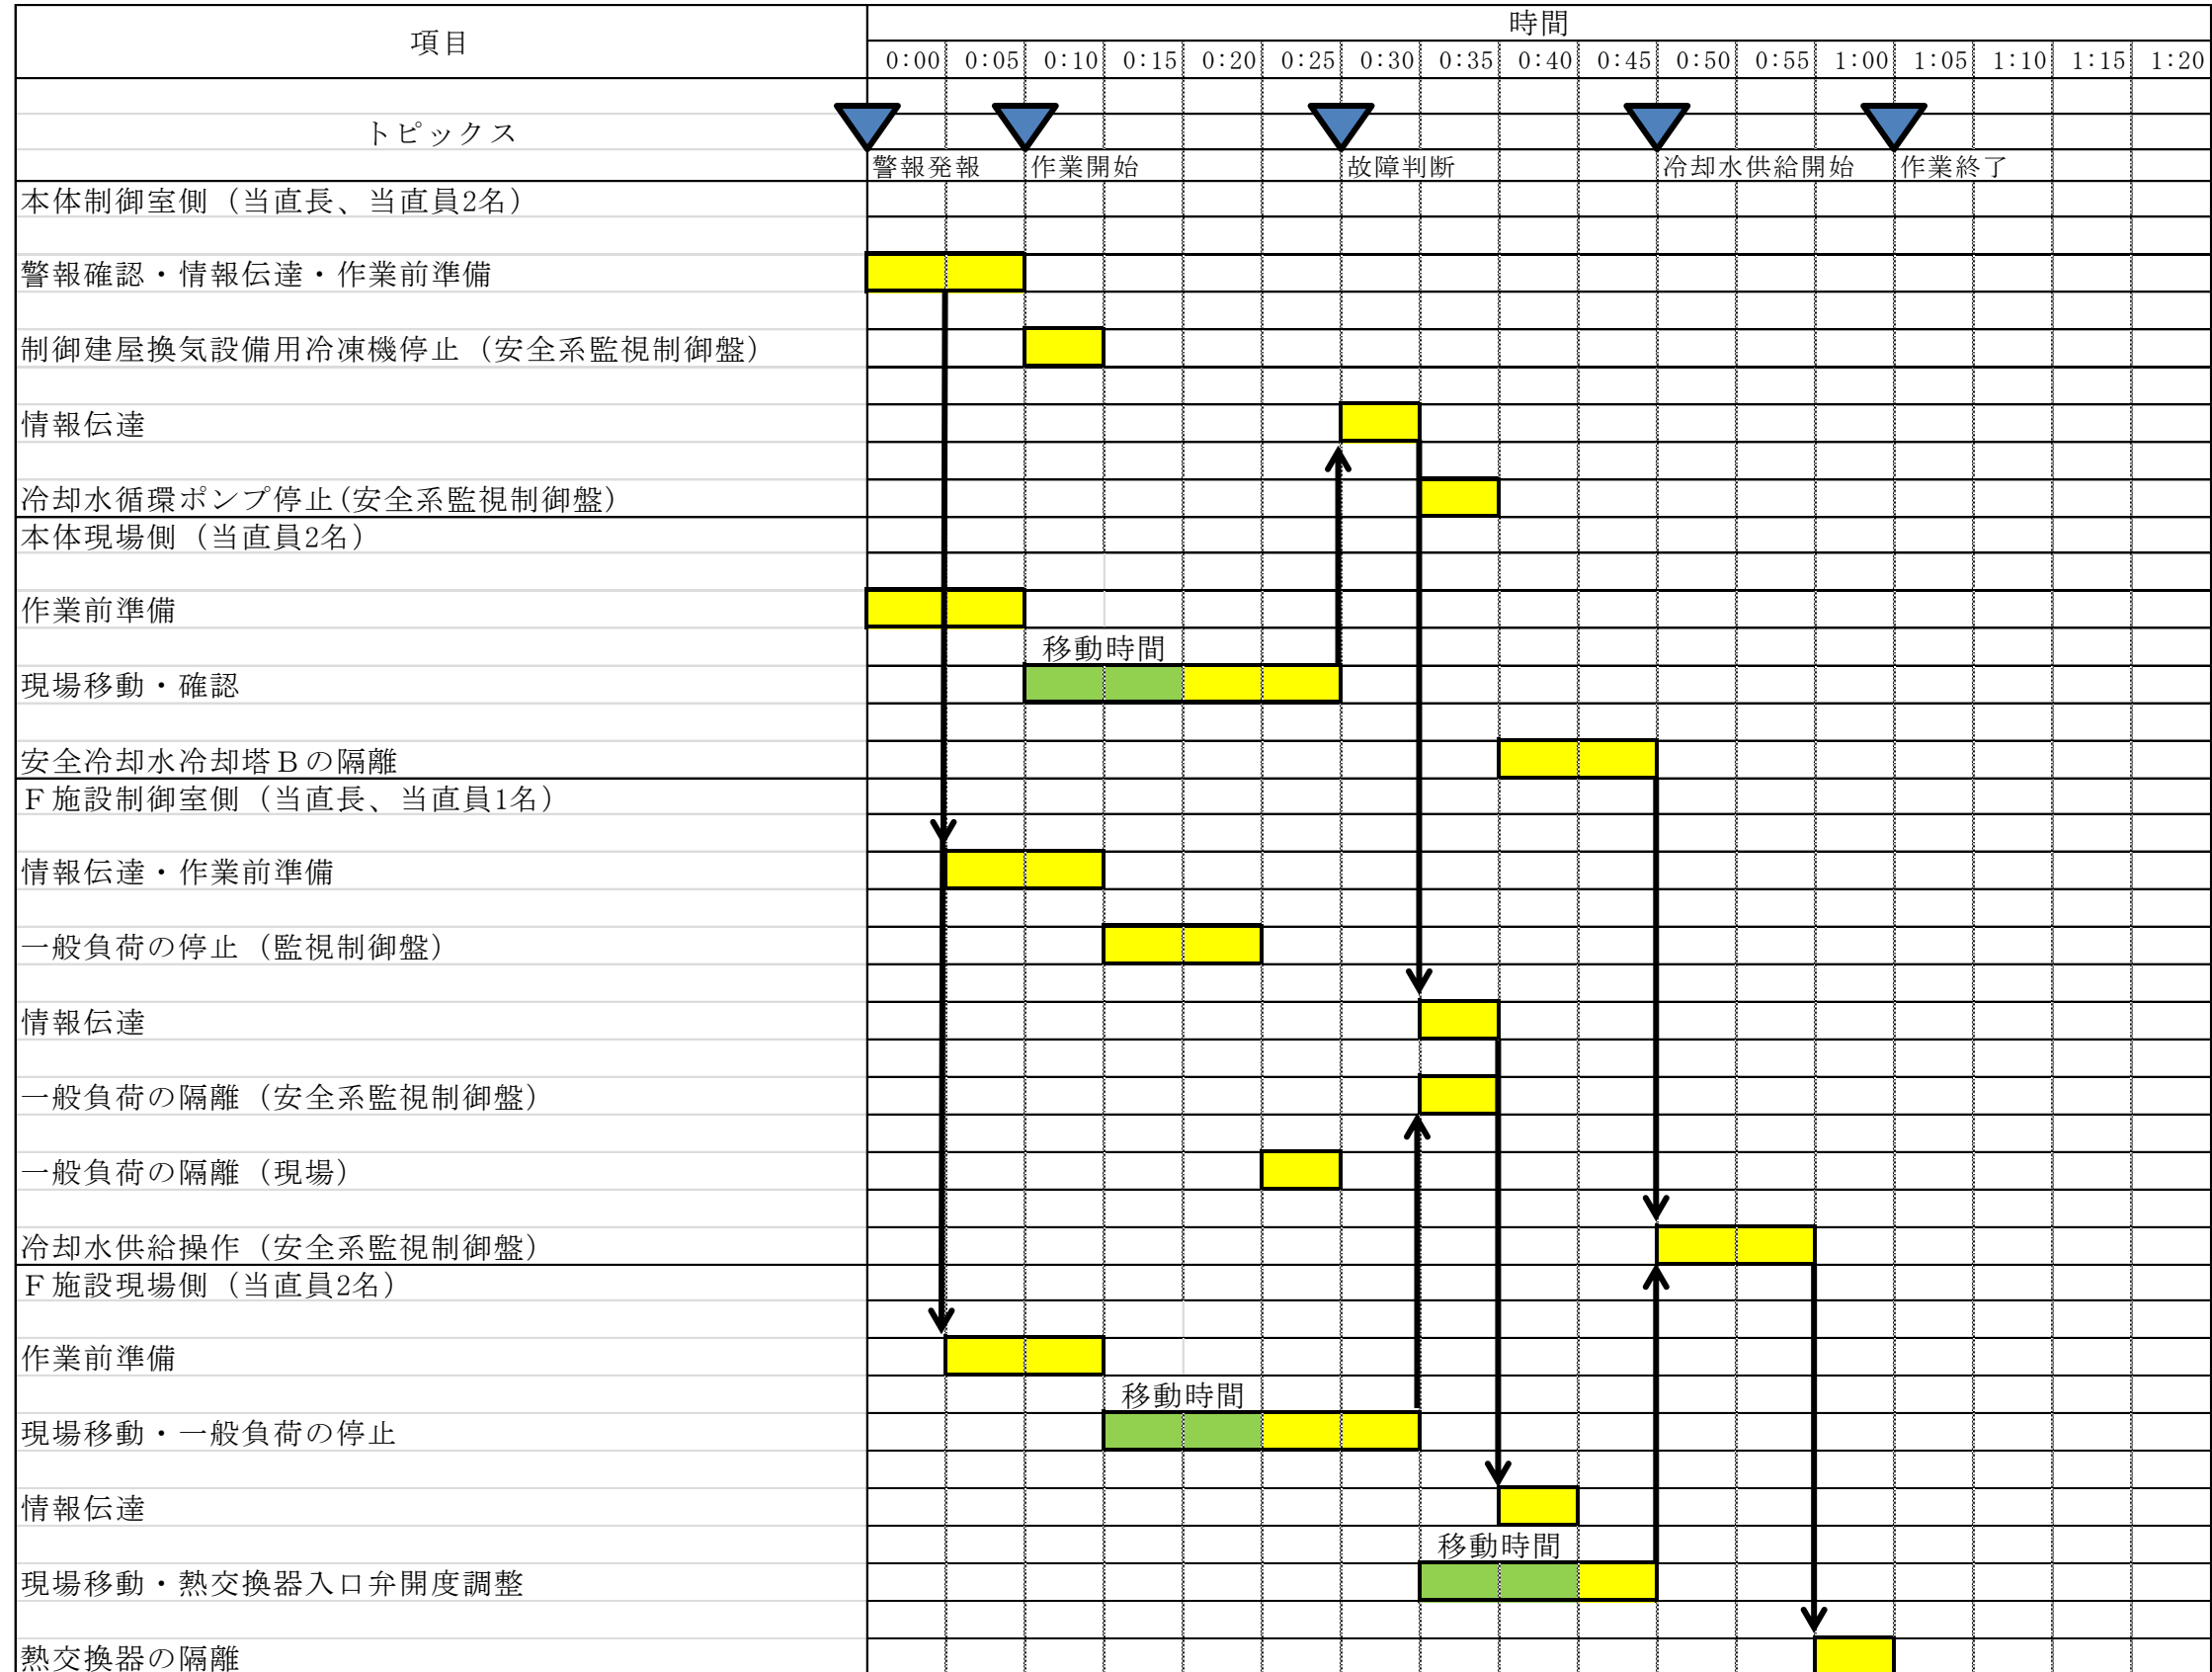 項目
時間
0:00 0:05 0:10 0:15 0:20 0:25 0:30 0:35 0:40 0:45 0:50 0:55 1:00 1:05 1:10 1:15 1:20
トピックス
警報発報 作業開始 故障判断 冷却水供給開始 作業終了
本体制御室側（当直長、当直員2名）
警報確認・情報伝達・作業前準備
制御建屋換気設備用冷凍機停止（安全系監視制御盤）
情報伝達
冷却水循環ポンプ停止(安全系監視制御盤)
本体現場側（当直員2名）
作業前準備
移動時間
現場移動・確認
安全冷却水冷却塔Ｂの隔離
Ｆ施設制御室側（当直長、当直員1名）
情報伝達・作業前準備
一般負荷の停止（監視制御盤）
情報伝達
一般負荷の隔離（安全系監視制御盤）
一般負荷の隔離（現場）
冷却水供給操作（安全系監視制御盤）
Ｆ施設現場側（当直員2名）
作業前準備
移動時間
現場移動・一般負荷の停止
情報伝達
移動時間
現場移動・熱交換器入口弁開度調整
熱交換器の隔離